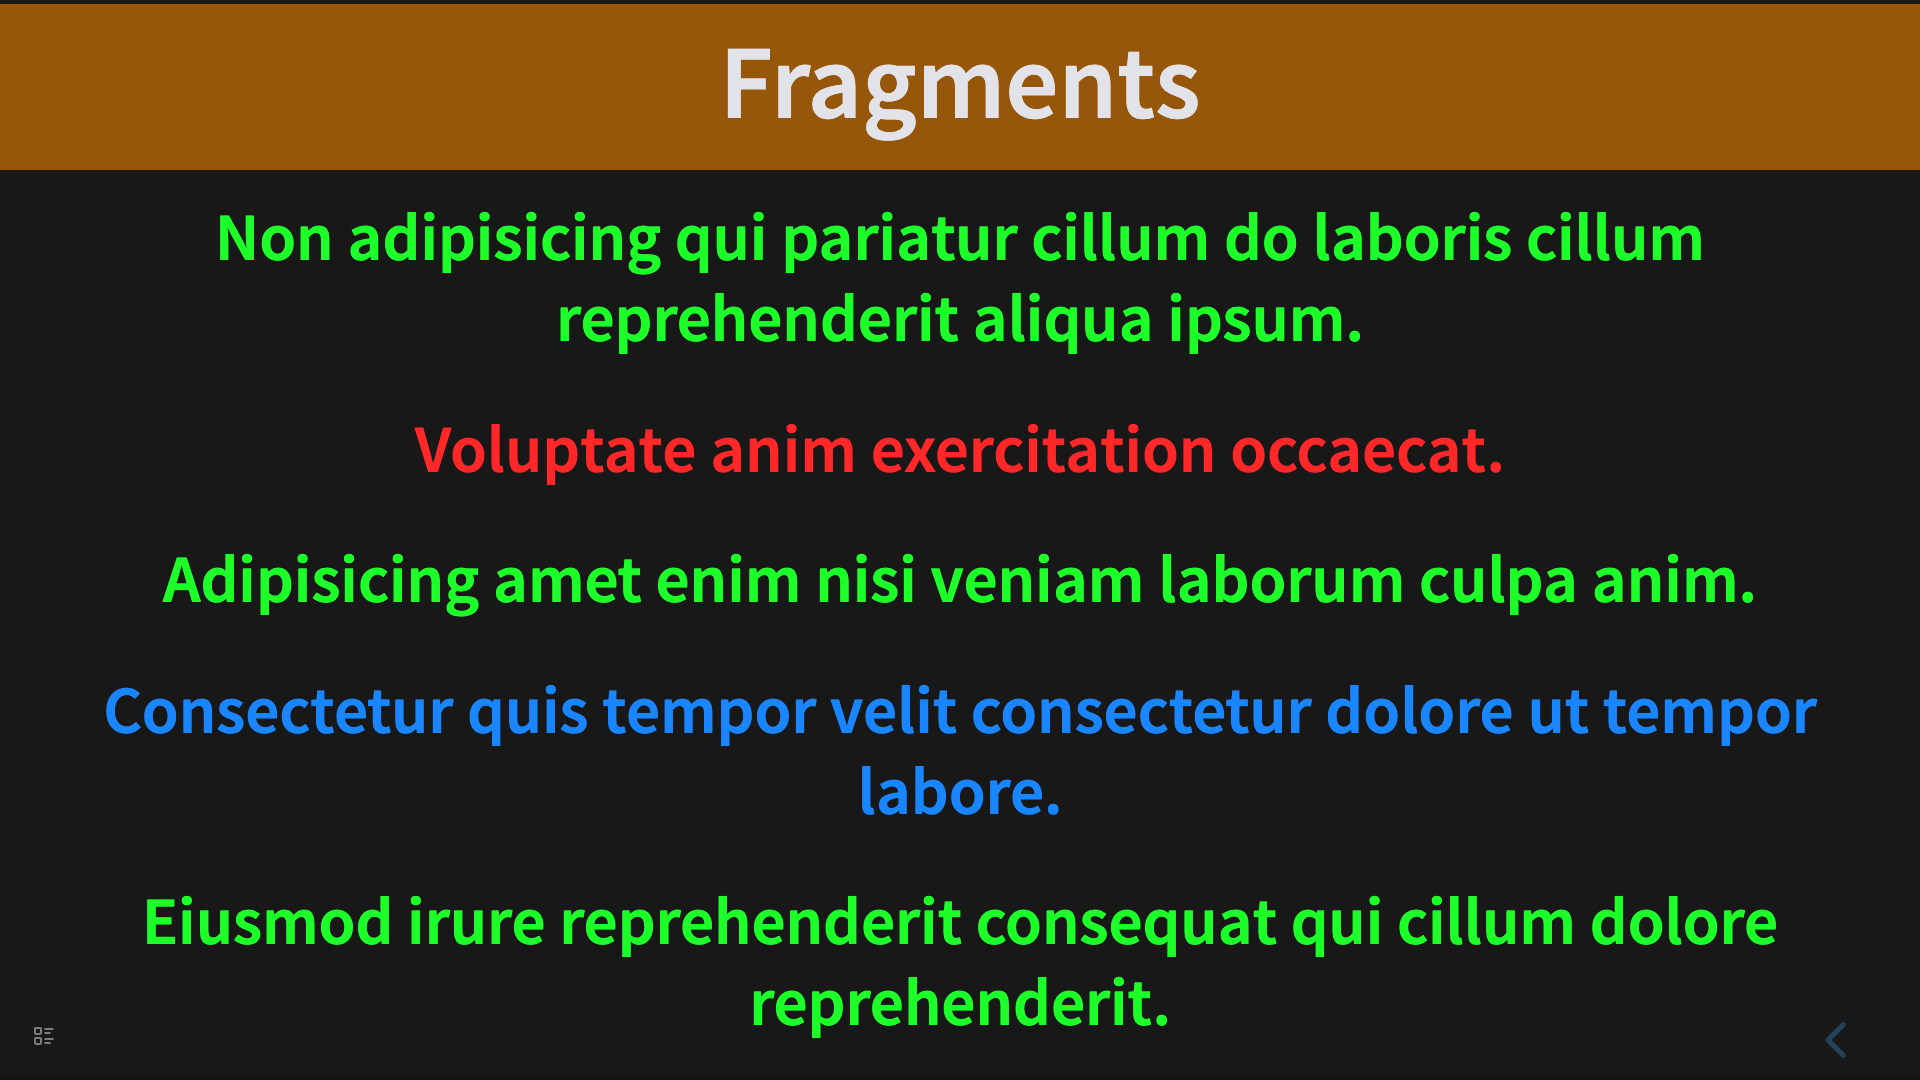 Fragments
Non adipisicing qui pariatur cillum do laboris cillum
reprehenderit aliqua ipsum.
Voluptate anim exercitation occaecat.
Adipisicing amet enim nisi veniam laborum culpa anim.
Consectetur quis tempor velit consectetur dolore ut tempor
labore.
Eiusmod irure reprehenderit consequat qui cillum dolore
reprehenderit.